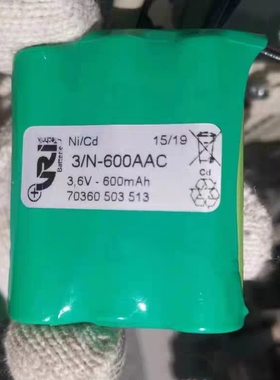 Ni/Cd 15/19
3/N-600AAC
3,6V - 600mAh
70360 503 513
Cd